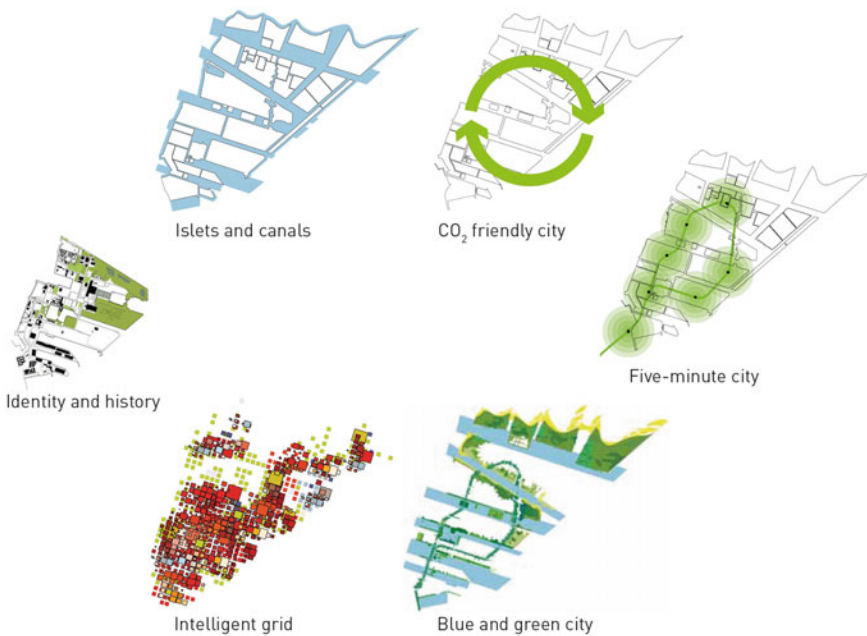 Islets and canals
CO₂ friendly city
Five-minute city
Identity and history
Intelligent grid
Blue and green city